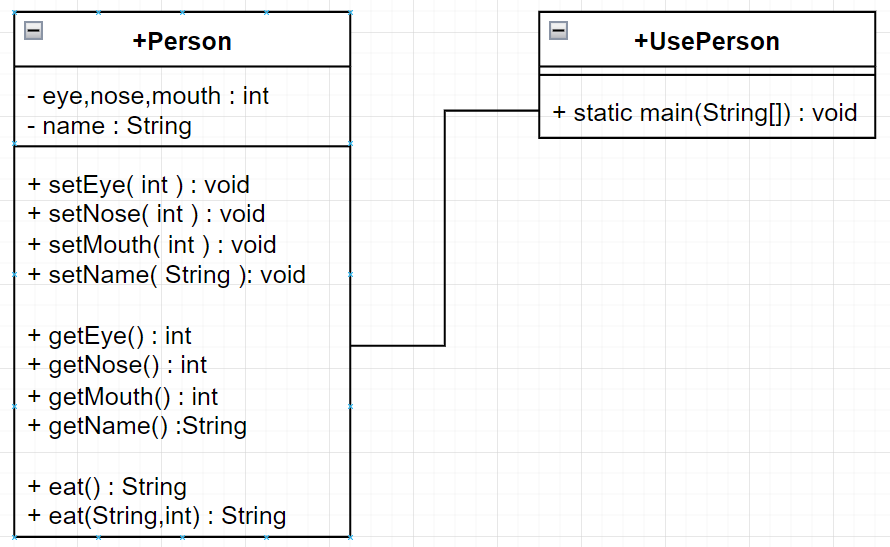 +Person
- eye,nose,mouth : int
- name : String
+ setEye( int ) : void
+ setNose( int ) : void
+ setMouth( int ) : void
+ setName( String ): void
+ getEye() : int
+ getNose() : int
+ getMouth() : int
+ getName() :String
+ eat() : String
+ eat(String,int) : String
+UsePerson
+ static main(String[]) : void